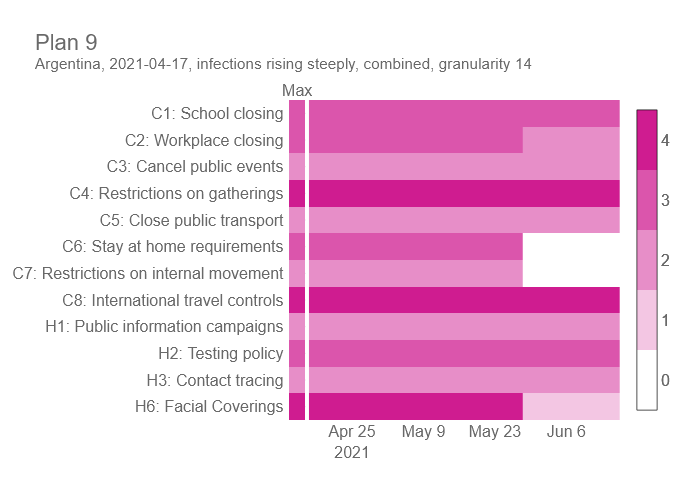 Plan 9
Argentina, 2021-04-17, infections rising steeply, combined, granularity 14
Max
C1: School closing
C2: Workplace closing
C3: Cancel public events
C4: Restrictions on gatherings
C5: Close public transport
C6: Stay at home requirements
C7: Restrictions on internal movement
C8: International travel controls
H1: Public information campaigns
H2: Testing policy
H3: Contact tracing
H6: Facial Coverings
Apr 25 May 9 May 23 Jun 6
2021
4
3
2
1
0